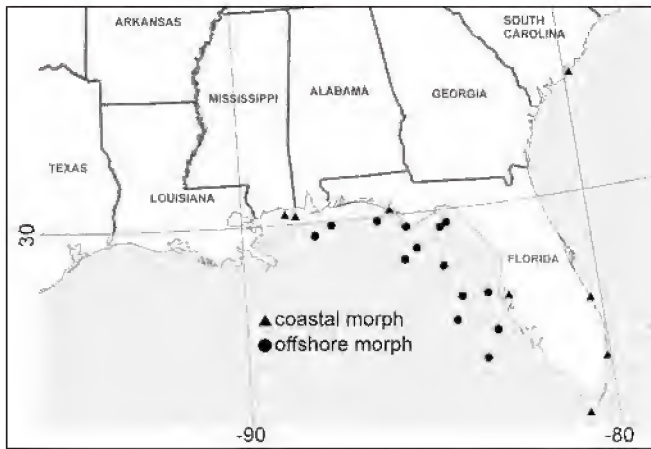 ARKANSAS
SOUTH
CAROLINA
MISSISSIPPI
ALABAMA
GEORGIA
TEXAS
LOUISIANA
30
FLORIDA
coastal morph
offshore morph
-90
-80